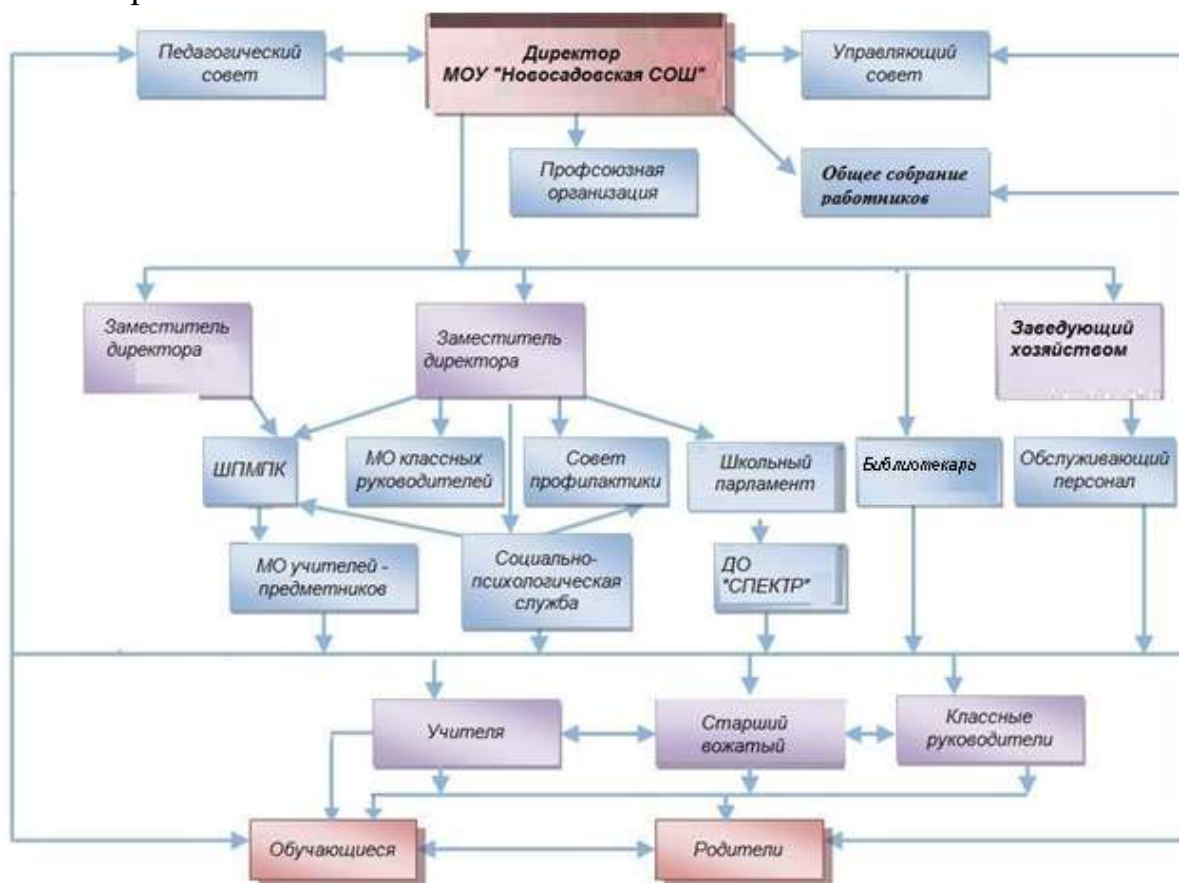 Педагогический
совет
Директор
МОУ "Новосадовская СОШ"
Управляющий
совет
Профсоюзная
организация
Общее собрание
работников
Заместитель
директора
Заместитель
директора
Заведующий
хозяйством
ШПМПК
МО классных
руководителей
Совет
профилактики
Школьный
парламент
Библиотекарь
Обслуживающий
персонал
МО учителей -
предметников
Социально-
психологическая
служба
ДО
"СПЕКТР"
Учителя
Старший
вожатый
Классные
руководители
Обучающиеся
Родители